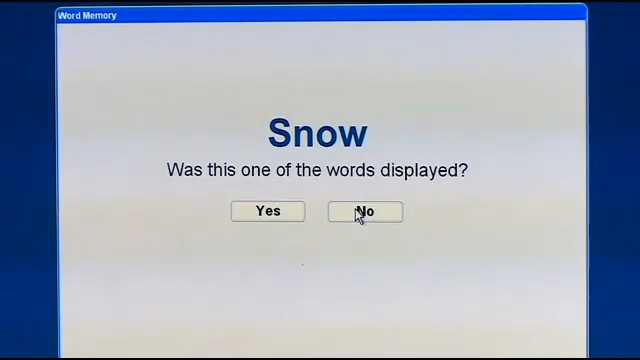 Word Memory
Snow
Was this one of the words displayed?
Yes
No